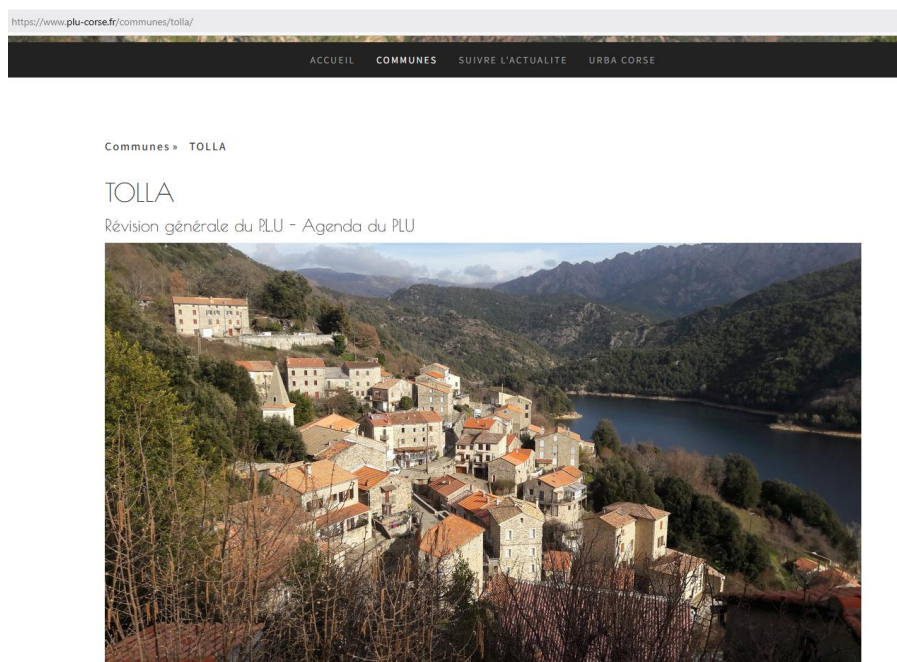 https://www.plu-corse.fr/communes/tolla/
ACCUEIL COMMUNES SUIVRE L'ACTUALITE URBA CORSE
Communes» TOLLA
TOLLA
Révision générale du P.L.U - Agenda du PLU